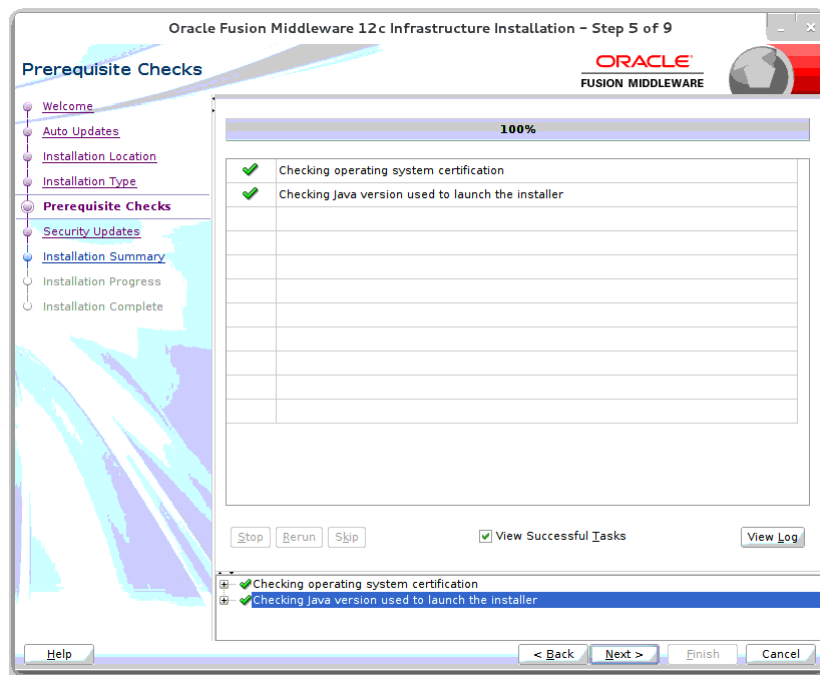 Oracle Fusion Middleware 12c Infrastructure Installation - Step 5 of 9
Prerequisite Checks
ORACLE
FUSION MIDDLEWARE
Welcome
Auto Updates
Installation Location
Installation Type
Prerequisite Checks
Security Updates
Installation Summary
Installation Progress
Installation Complete
100%
Checking operating system certification
Checking Java version used to launch the installer
Stop Rerun Skip View Successful Tasks View Log
Checking operating system certification
Checking Java version used to launch the installer
Help < Back Next > Finish Cancel